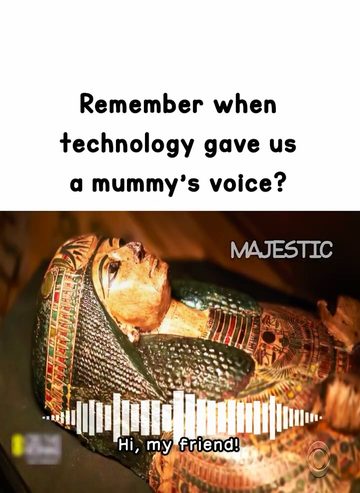 Remember when
technology gave us
a mummy's voice?
MAJESTIC
Hi, my friend!